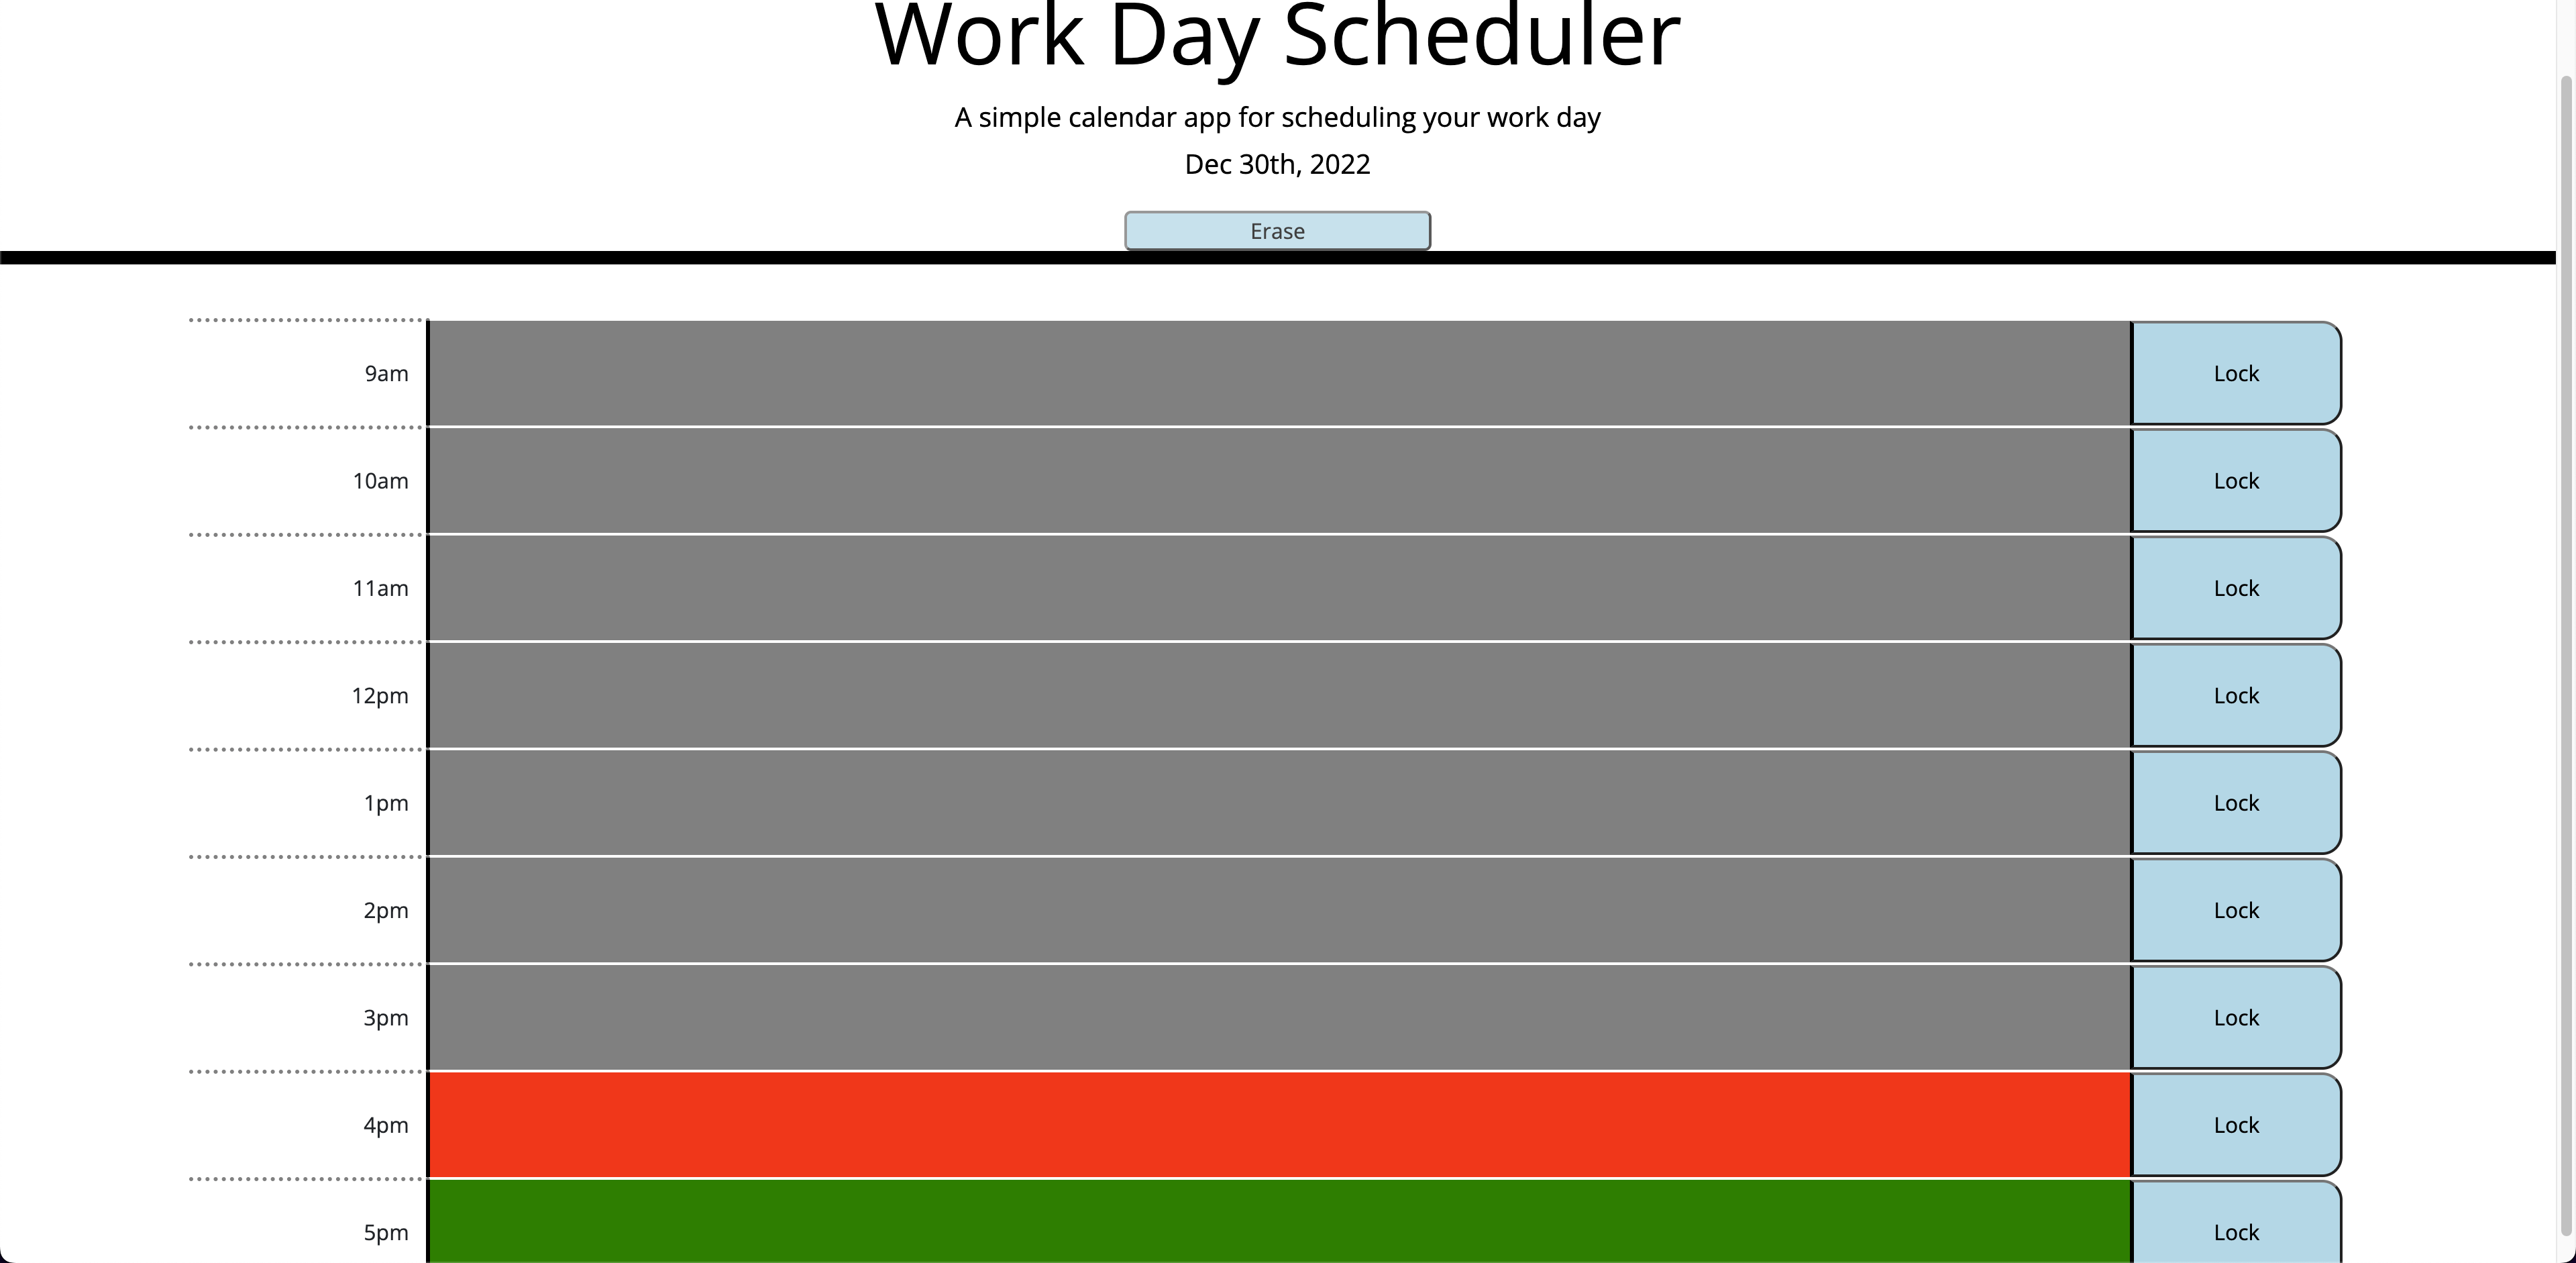 Work Day Scheduler
A simple calendar app for scheduling your work day
Dec 30th, 2022
Erase
9am Lock
10am Lock
11am Lock
12pm Lock
1pm Lock
2pm Lock
3pm Lock
4pm Lock
5pm Lock